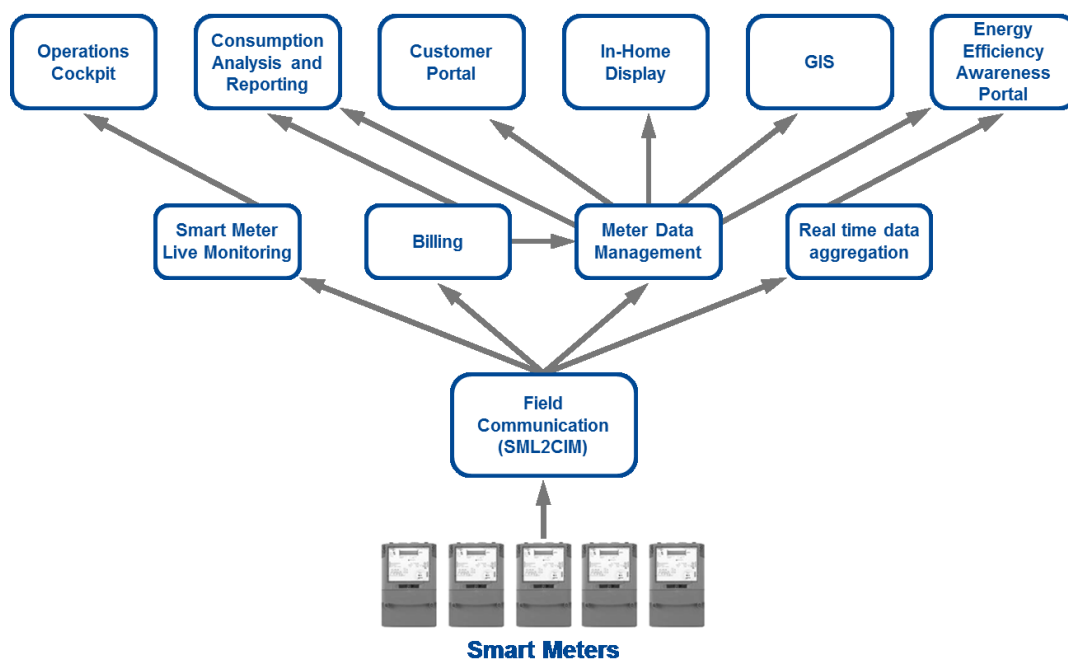 Operations
Cockpit
Consumption
Analysis and
Reporting
Customer
Portal
In-Home
Display
GIS
Energy
Efficiency
Awareness
Portal
Smart Meter
Live Monitoring
Billing
Meter Data
Management
Real time data
aggregation
Field
Communication
(SML2CIM)
Smart Meters